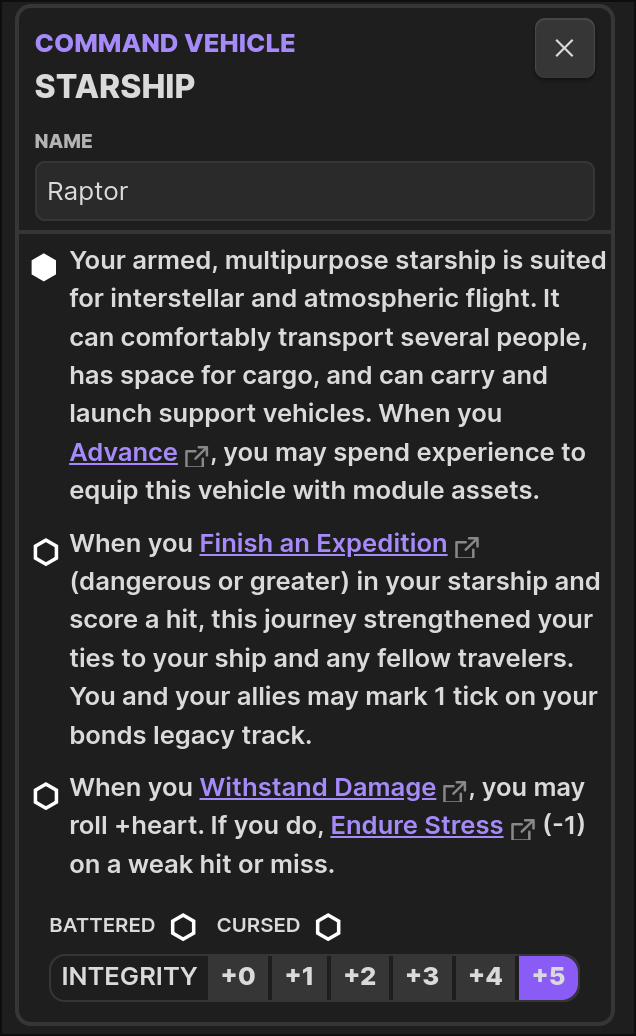 COMMAND VEHICLE
STARSHIP
NAME
Raptor
Your armed, multipurpose starship is suited
for interstellar and atmospheric flight. It
can comfortably transport several people,
has space for cargo, and can carry and
launch support vehicles. When you
Advance, you may spend experience to
equip this vehicle with module assets.
When you Finish an Expedition
(dangerous or greater) in your starship and
score a hit, this journey strengthened your
ties to your ship and any fellow travelers.
You and your allies may mark 1 tick on your
bonds legacy track.
When you Withstand Damage, you may
roll +heart. If you do, Endure Stress (-1)
on a weak hit or miss.
BATTERED CURSED
INTEGRITY +0 +1 +2 +3 +4 +5